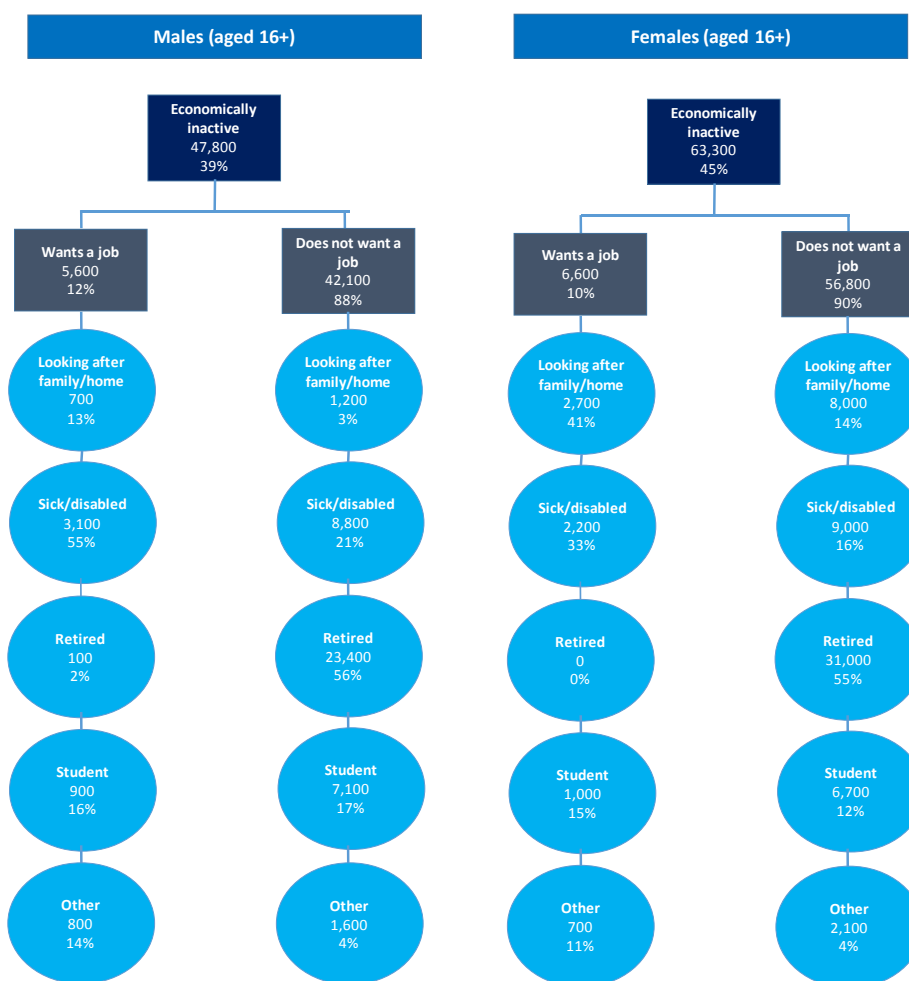 Males (aged 16+)
Economically
inactive
47,800
39%
Wants a job
5,600
12%
Does not want a
job
42,100
88%
Looking after
family/home
700
13%
Looking after
family/home
1,200
3%
Sick/disabled
3,100
55%
Sick/disabled
8,800
21%
Retired
100
2%
Retired
23,400
56%
Student
900
16%
Student
7,100
17%
Other
800
14%
Other
1,600
4%
Females (aged 16+)
Economically
inactive
63,300
45%
Wants a job
6,600
10%
Does not want a
job
56,800
90%
Looking after
family/home
2,700
41%
Looking after
family/home
8,000
14%
Sick/disabled
2,200
33%
Sick/disabled
9,000
16%
Retired
0
0%
Retired
31,000
55%
Student
1,000
15%
Student
6,700
12%
Other
700
11%
Other
2,100
4%